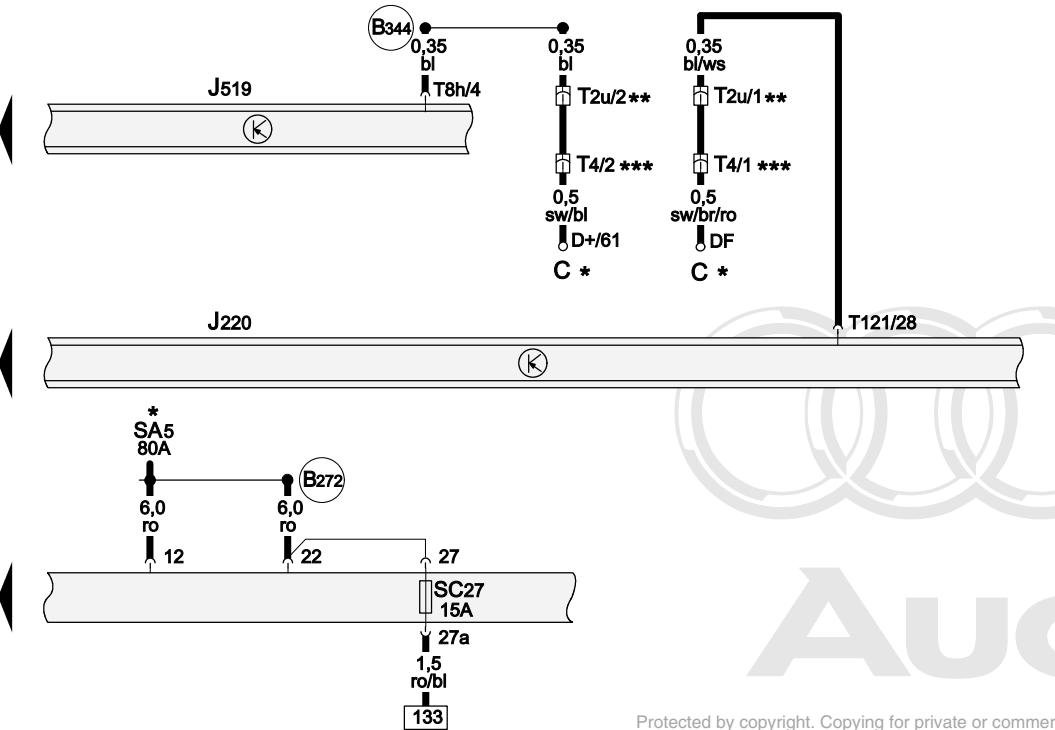 B344
0,35
bl
0,35
bl
0,35
bl/ws
J519
T8h/4
T2u/2**
T2u/1**
T4/2 ***
T4/1 ***
0,5
sw/bl
0,5
sw/br/ro
D+/61
DF
C *
C *
J220
T121/28
*
SA5
80A
B272
6,0
ro
6,0
ro
12
22
27
SC27
15A
27a
1,5
ro/bl
133
Protected by copyright. Copying for private or commer